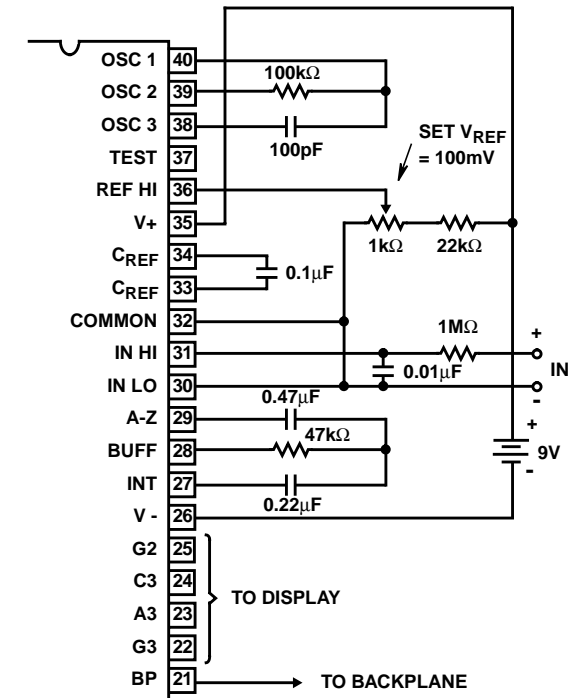 OSC 1 40
100kΩ
OSC 2 39
OSC 3 38
100pF
SET VREF
= 100mV
TEST 37
REF HI 36
V+ 35
1kΩ 22kΩ
CREF 34
0.1µF
CREF 33
COMMON 32
1MΩ
+
IN HI 31
IN
0.01µF
IN LO 30
-
0.47µF
A-Z 29
+
47kΩ
BUFF 28
9V
-
INT 27
0.22µF
V - 26
G2 25
C3 24
TO DISPLAY
A3 23
G3 22
BP 21
TO BACKPLANE